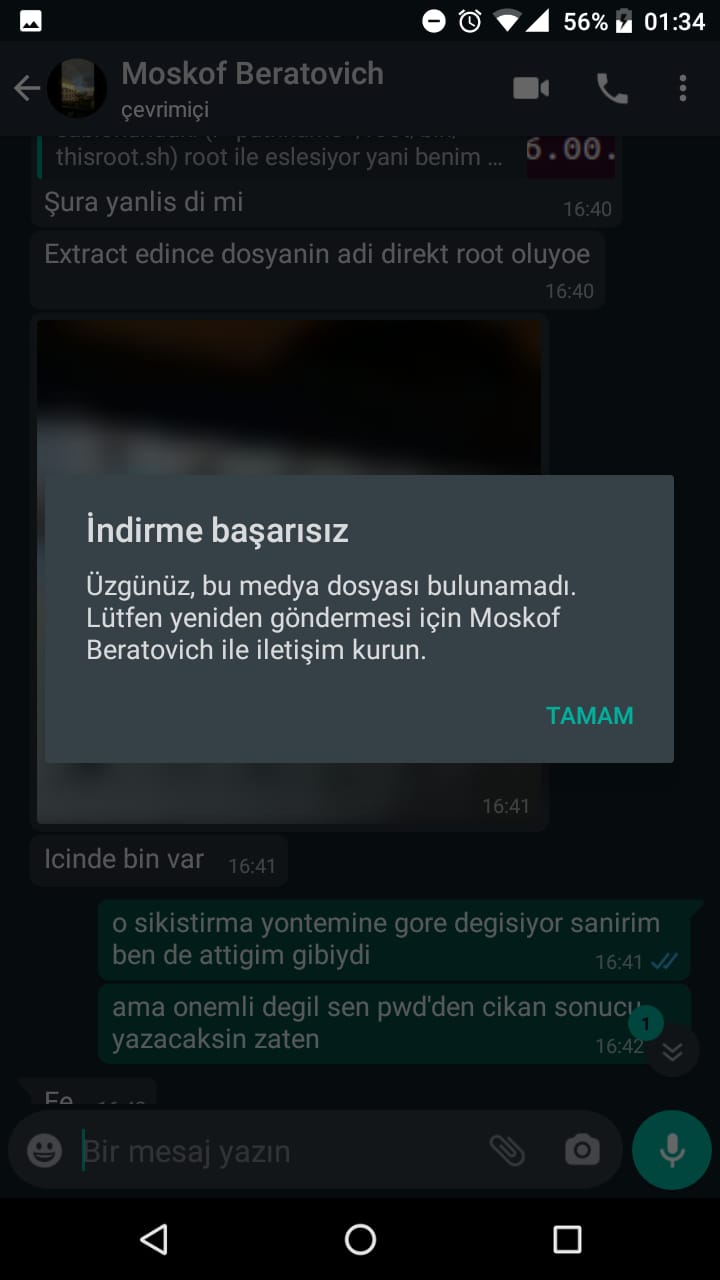 56% 01:34
Moskof Beratovich
çevrimiçi
thisroot.sh) root ile eslesiyor yani benim ...
6.00.
Şura yanlis di mi
16:40
Extract edince dosyanin adi direkt root oluyoe
16:40
İndirme başarısız
Üzgünüz, bu medya dosyası bulunamadı.
Lütfen yeniden göndermesi için Moskof
Beratovich ile iletişim kurun.
TAMAM
16:41
Icinde bin var 16:41
o sikistirma yontemine gore degisiyor sanirim
ben de attigim gibiydi
16:41
ama onemli degil sen pwd'den cikan sonucu
yazacaksin zaten
16:42
1
Ee
Bir mesaj yazın